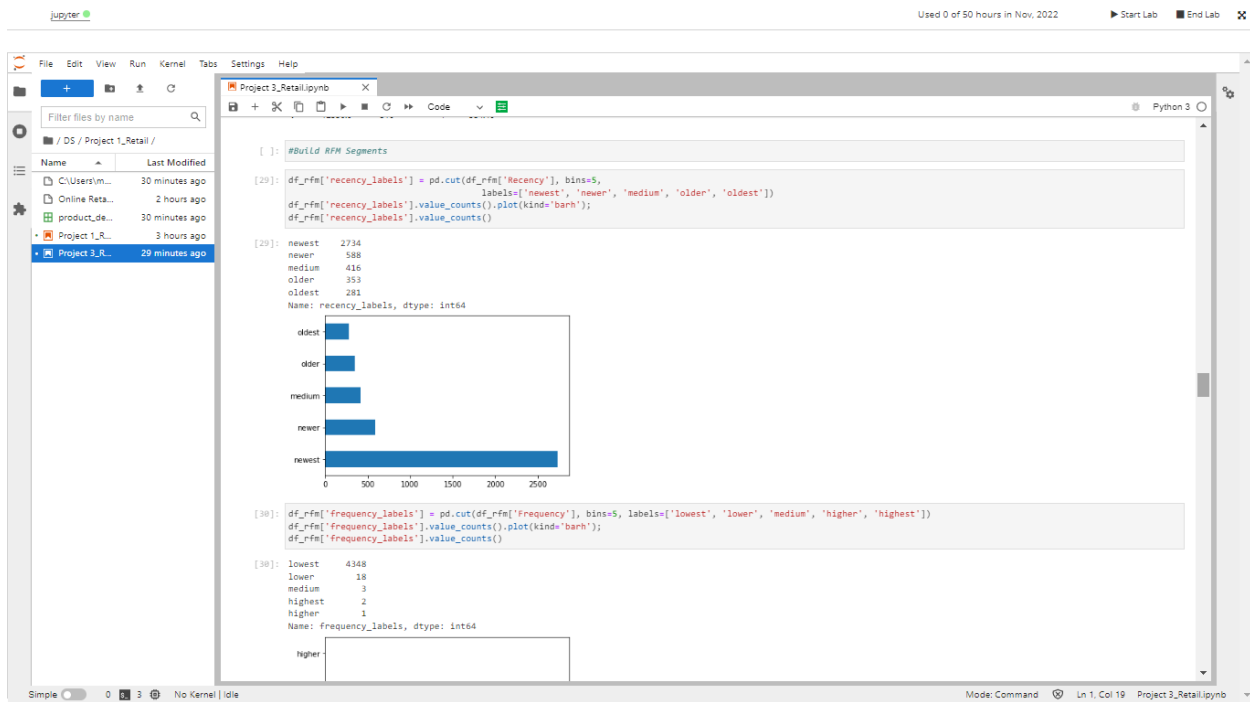 jupyter
Used 0 of 50 hours in Nov, 2022
Start Lab
End Lab
File Edit View Run Kernel Tabs Settings Help
Project 3_Retail.ipynb
Code
Python 3
Filter files by name
/ DS / Project 1_Retail /
Name Last Modified
C:\Users\m... 30 minutes ago
Online Reta... 2 hours ago
product_de... 30 minutes ago
Project 1_R... 3 hours ago
Project 3_R... 29 minutes ago
[ ]: #Build RFM Segments
[29]: df_rfm['recency_labels'] = pd.cut(df_rfm['Recency'], bins=5,
labels=['newest', 'newer', 'medium', 'older', 'oldest'])
df_rfm['recency_labels'].value_counts().plot(kind='barh');
df_rfm['recency_labels'].value_counts()
[29]: newest 2734
newer 588
medium 416
older 353
oldest 281
Name: recency_labels, dtype: int64
oldest
older
medium
newer
newest
0 500 1000 1500 2000 2500
[30]: df_rfm['frequency_labels'] = pd.cut(df_rfm['Frequency'], bins=5, labels=['lowest', 'lower', 'medium', 'higher', 'highest'])
df_rfm['frequency_labels'].value_counts().plot(kind='barh');
df_rfm['frequency_labels'].value_counts()
[30]: lowest 4348
lower 18
medium 3
highest 2
higher 1
Name: frequency_labels, dtype: int64
higher
Simple 0 3 No Kernel | Idle
Mode: Command Ln 1, Col 19 Project 3_Retail.ipynb